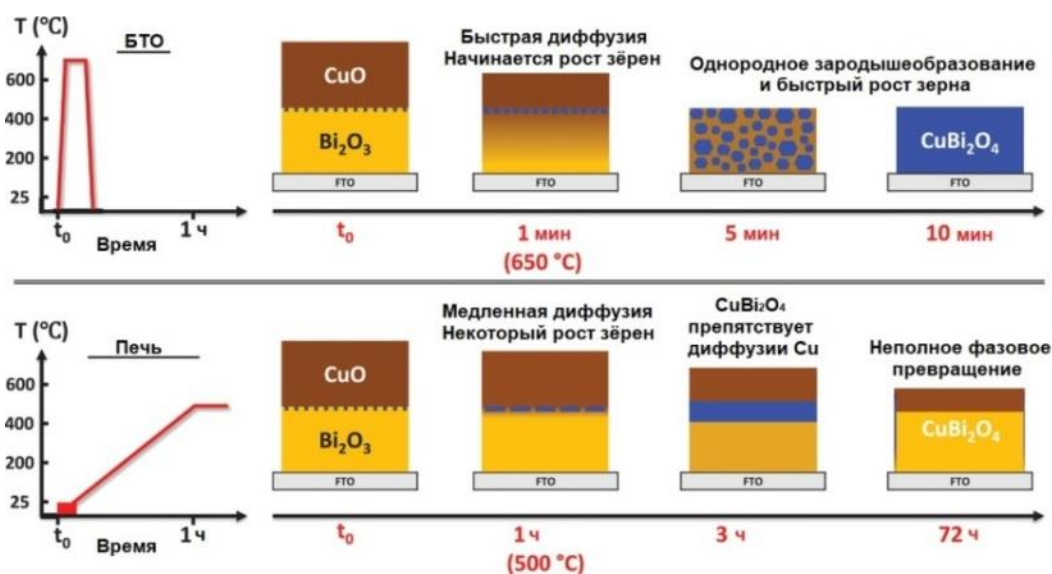 T (°C)
БТО
600
400
200
25
t₀
1 ч
Время
CuO
Bi₂O₃
FTO
Быстрая диффузия
Начинается рост зёрен
FTO
Однородное зародышеобразование
и быстрый рост зерна
FTO
CuBi₂O₄
FTO
t₀
1 мин
(650 °C)
5 мин
10 мин
T (°C)
Печь
600
400
200
25
t₀
1 ч
Время
CuO
Bi₂O₃
FTO
Медленная диффузия
Некоторый рост зёрен
FTO
CuBi₂O₄
препятствует
диффузии Cu
FTO
Неполное фазовое
превращение
CuBi₂O₄
FTO
t₀
1 ч
(500 °C)
3 ч
72 ч